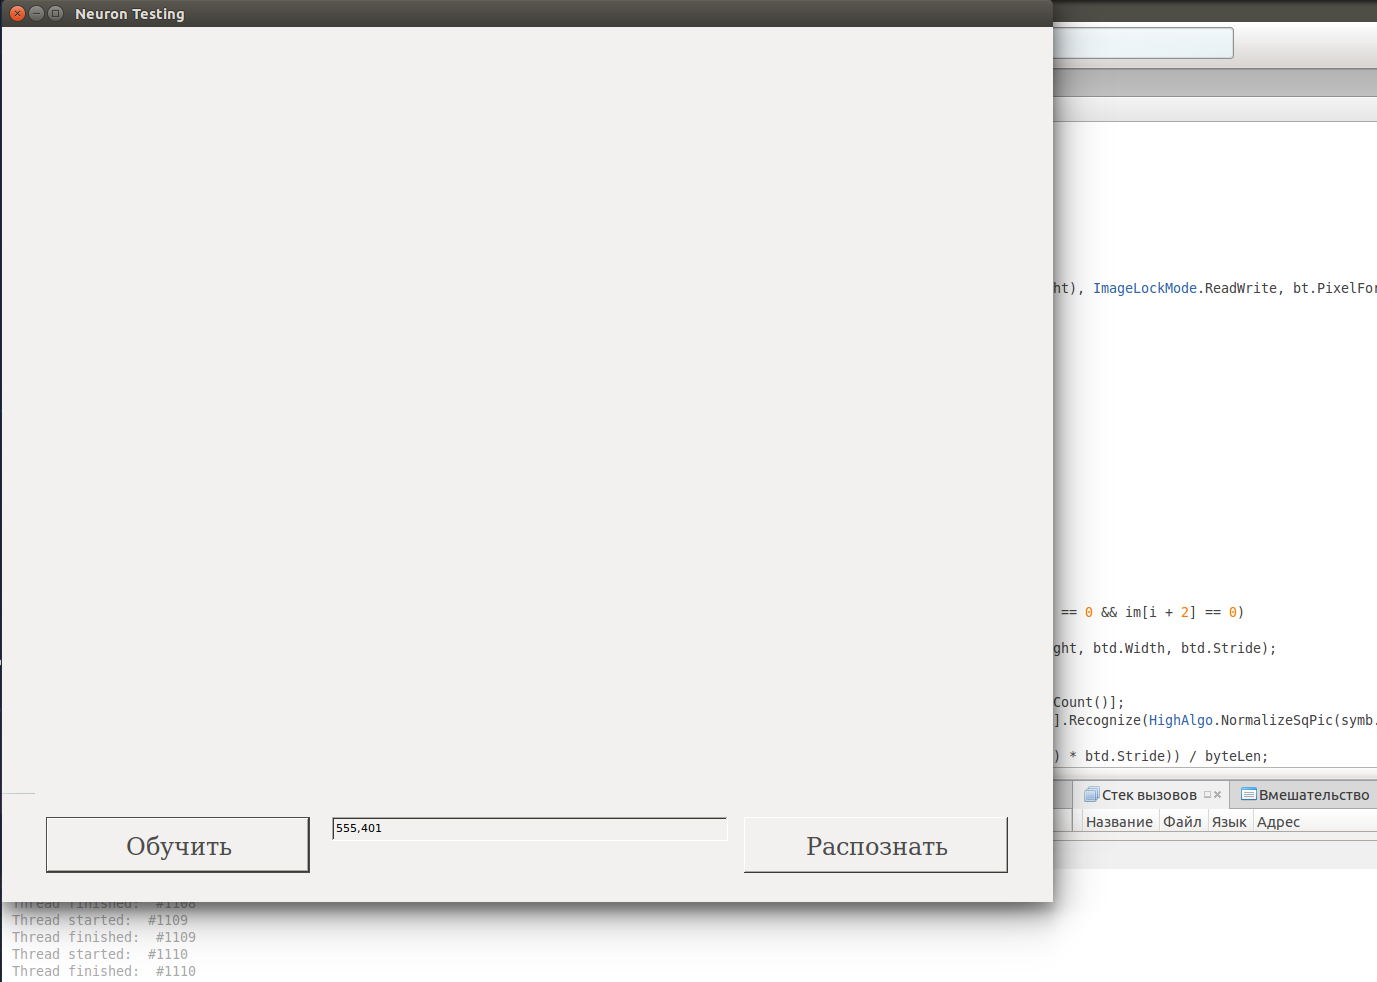 Neuron Testing
ht), ImageLockMode.ReadWrite, bt.PixelFor
== 0 && im[i + 2] == 0)
ght, btd.Width, btd.Stride);
Count()];
].Recognize(HighAlgo.NormalizeSqPic(symb.
) * btd.Stride)) / byteLen;
Стек вызовов Вмешательство
Название Файл Язык Адрес
Обучить 555,401 Распознать
Thread finished: #1108
Thread started: #1109
Thread finished: #1109
Thread started: #1110
Thread finished: #1110